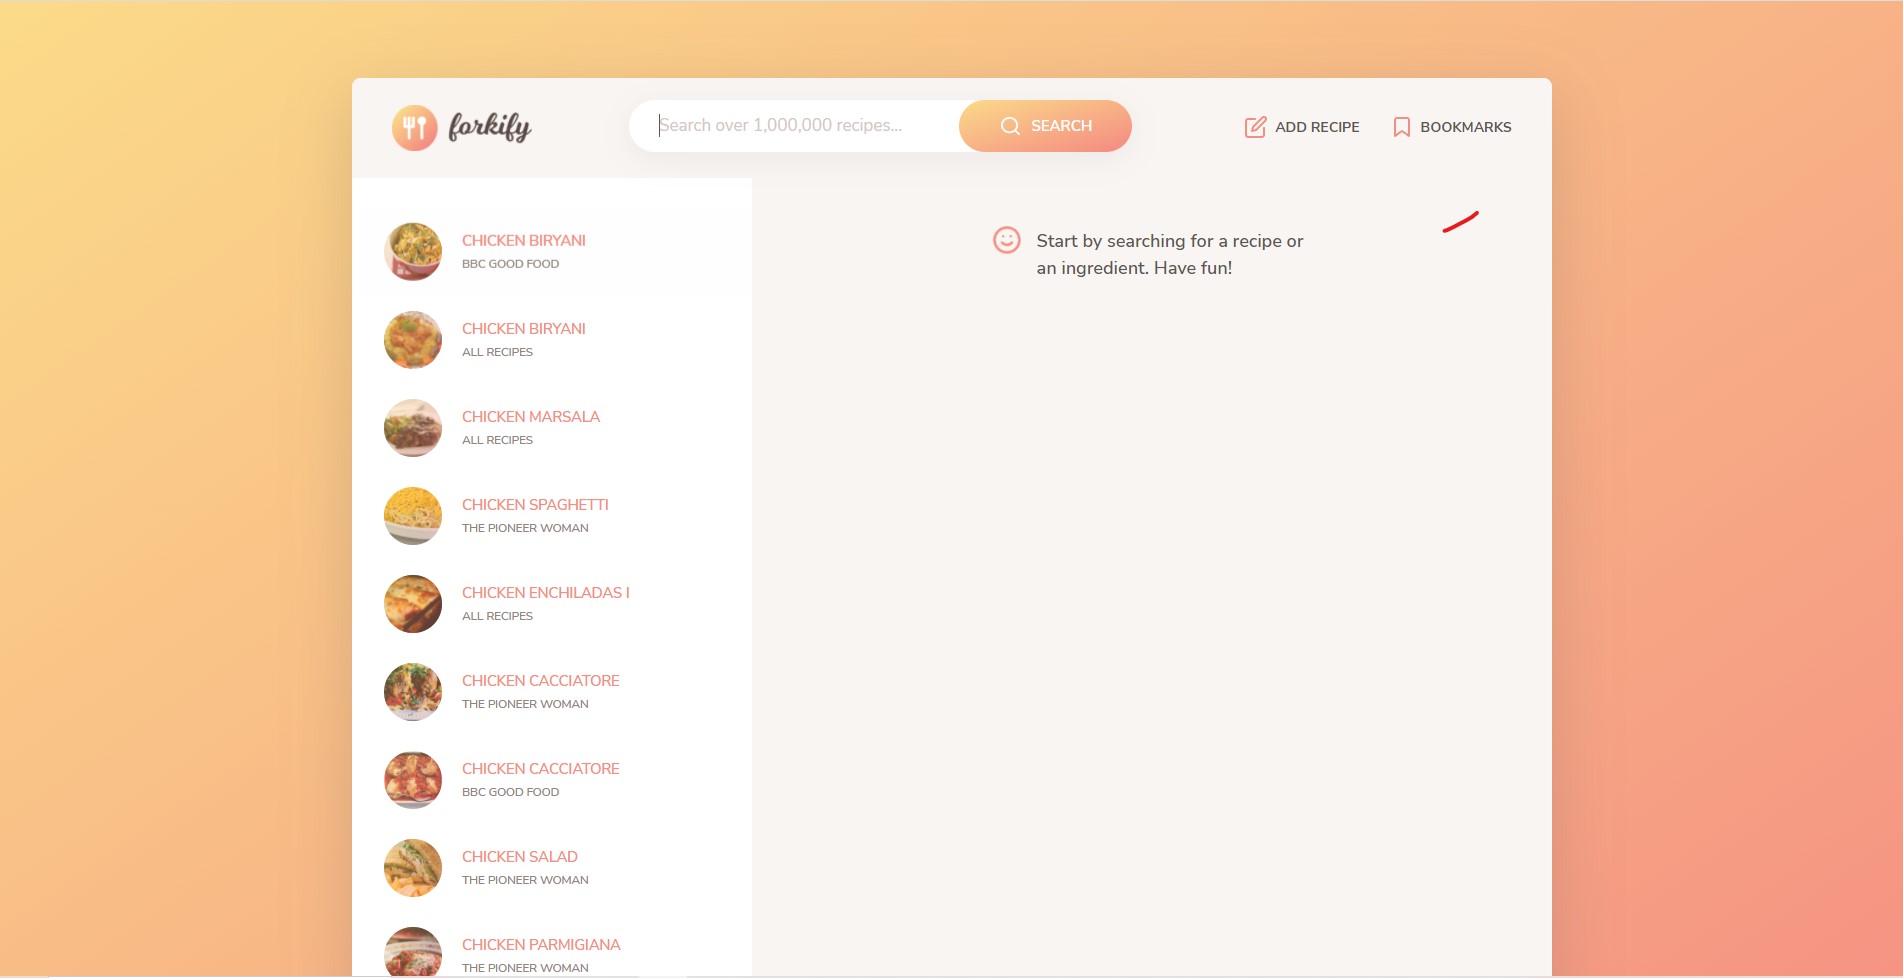 forkify
Search over 1,000,000 recipes...
SEARCH
ADD RECIPE
BOOKMARKS
CHICKEN BIRYANI
BBC GOOD FOOD
CHICKEN BIRYANI
ALL RECIPES
CHICKEN MARSALA
ALL RECIPES
CHICKEN SPAGHETTI
THE PIONEER WOMAN
CHICKEN ENCHILADAS I
ALL RECIPES
CHICKEN CACCIATORE
THE PIONEER WOMAN
CHICKEN CACCIATORE
BBC GOOD FOOD
CHICKEN SALAD
THE PIONEER WOMAN
CHICKEN PARMIGIANA
THE PIONEER WOMAN
Start by searching for a recipe or
an ingredient. Have fun!